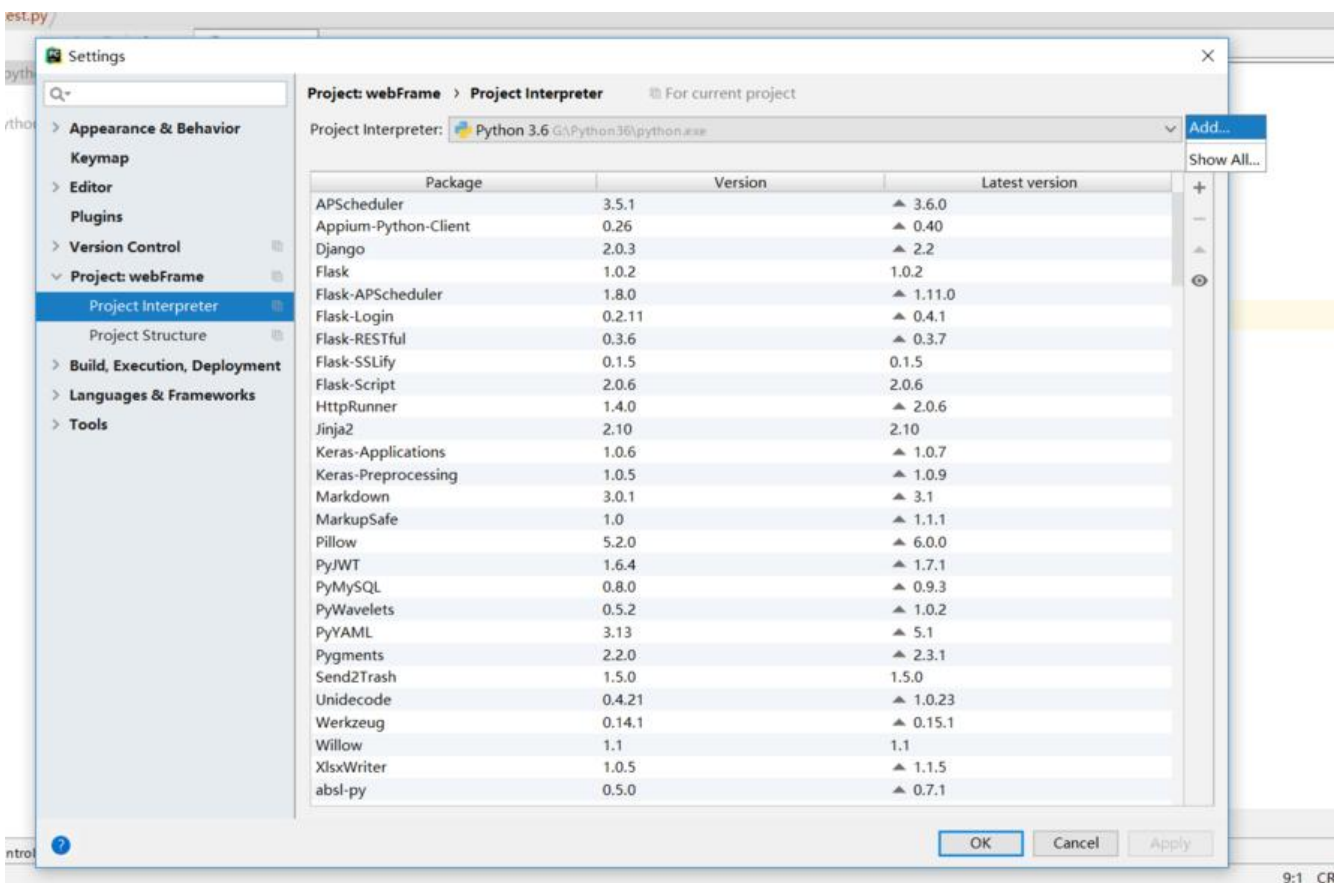 est.py
Settings
Project: webFrame > Project Interpreter For current project
Appearance & Behavior
Keymap
Editor
Plugins
Version Control
Project: webFrame
Project Interpreter
Project Structure
Build, Execution, Deployment
Languages & Frameworks
Tools
Project Interpreter: Python 3.6 G:\Python36\python.exe
Add...
Show All...
Package Version Latest version
APScheduler 3.5.1 3.6.0
Appium-Python-Client 0.26 0.40
Django 2.0.3 2.2
Flask 1.0.2 1.0.2
Flask-APScheduler 1.8.0 1.11.0
Flask-Login 0.2.11 0.4.1
Flask-RESTful 0.3.6 0.3.7
Flask-SSLify 0.1.5 0.1.5
Flask-Script 2.0.6 2.0.6
HttpRunner 1.4.0 2.0.6
Jinja2 2.10 2.10
Keras-Applications 1.0.6 1.0.7
Keras-Preprocessing 1.0.5 1.0.9
Markdown 3.0.1 3.1
MarkupSafe 1.0 1.1.1
Pillow 5.2.0 6.0.0
PyJWT 1.6.4 1.7.1
PyMySQL 0.8.0 0.9.3
PyWavelets 0.5.2 1.0.2
PyYAML 3.13 5.1
Pygments 2.2.0 2.3.1
Send2Trash 1.5.0 1.5.0
Unidecode 0.4.21 1.0.23
Werkzeug 0.14.1 0.15.1
Willow 1.1 1.1
XlsxWriter 1.0.5 1.1.5
absl-py 0.5.0 0.7.1
OK Cancel Apply
ntrol
9:1 CR